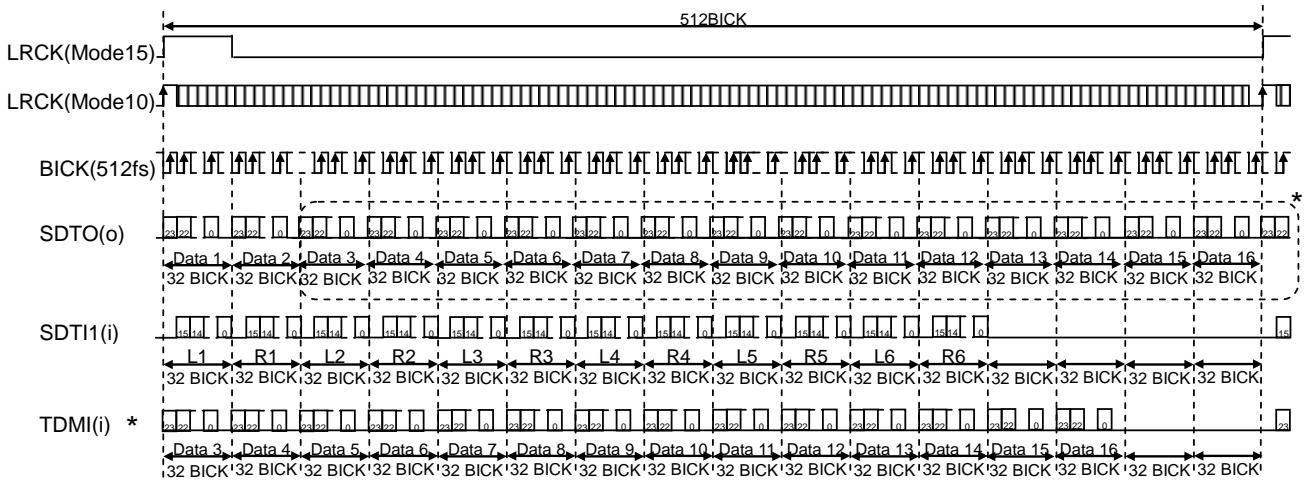 512BICK
LRCK(Mode15)
LRCK(Mode10)
BICK(512fs)
*
SDTO(o) 23 22 0 23 22 0 23 22 0 23 22 0 23 22 0 23 22 0 23 22 0 23 22 0 23 22 0 23 22 0 23 22 0 23 22 0 23 22 0 23 22 0 23 22 0 23 22 0 23 22
Data 1 Data 2 Data 3 Data 4 Data 5 Data 6 Data 7 Data 8 Data 9 Data 10 Data 11 Data 12 Data 13 Data 14 Data 15 Data 16
32 BICK 32 BICK 32 BICK 32 BICK 32 BICK 32 BICK 32 BICK 32 BICK 32 BICK 32 BICK 32 BICK 32 BICK 32 BICK 32 BICK 32 BICK 32 BICK
SDTI1(i) 15 14 0 15 14 0 15 14 0 15 14 0 15 14 0 15 14 0 15 14 0 15 14 0 15 14 0 15 14 0 15 14 0 15 14 0 15
L1 R1 L2 R2 L3 R3 L4 R4 L5 R5 L6 R6
32 BICK 32 BICK 32 BICK 32 BICK 32 BICK 32 BICK 32 BICK 32 BICK 32 BICK 32 BICK 32 BICK 32 BICK 32 BICK 32 BICK 32 BICK 32 BICK
TDMI(i) * 23 22 0 23 22 0 23 22 0 23 22 0 23 22 0 23 22 0 23 22 0 23 22 0 23 22 0 23 22 0 23 22 0 23 22 0 23 22 0 23 22 0 23
Data 3 Data 4 Data 5 Data 6 Data 7 Data 8 Data 9 Data 10 Data 11 Data 12 Data 13 Data 14 Data 15 Data 16
32 BICK 32 BICK 32 BICK 32 BICK 32 BICK 32 BICK 32 BICK 32 BICK 32 BICK 32 BICK 32 BICK 32 BICK 32 BICK 32 BICK 32 BICK 32 BICK